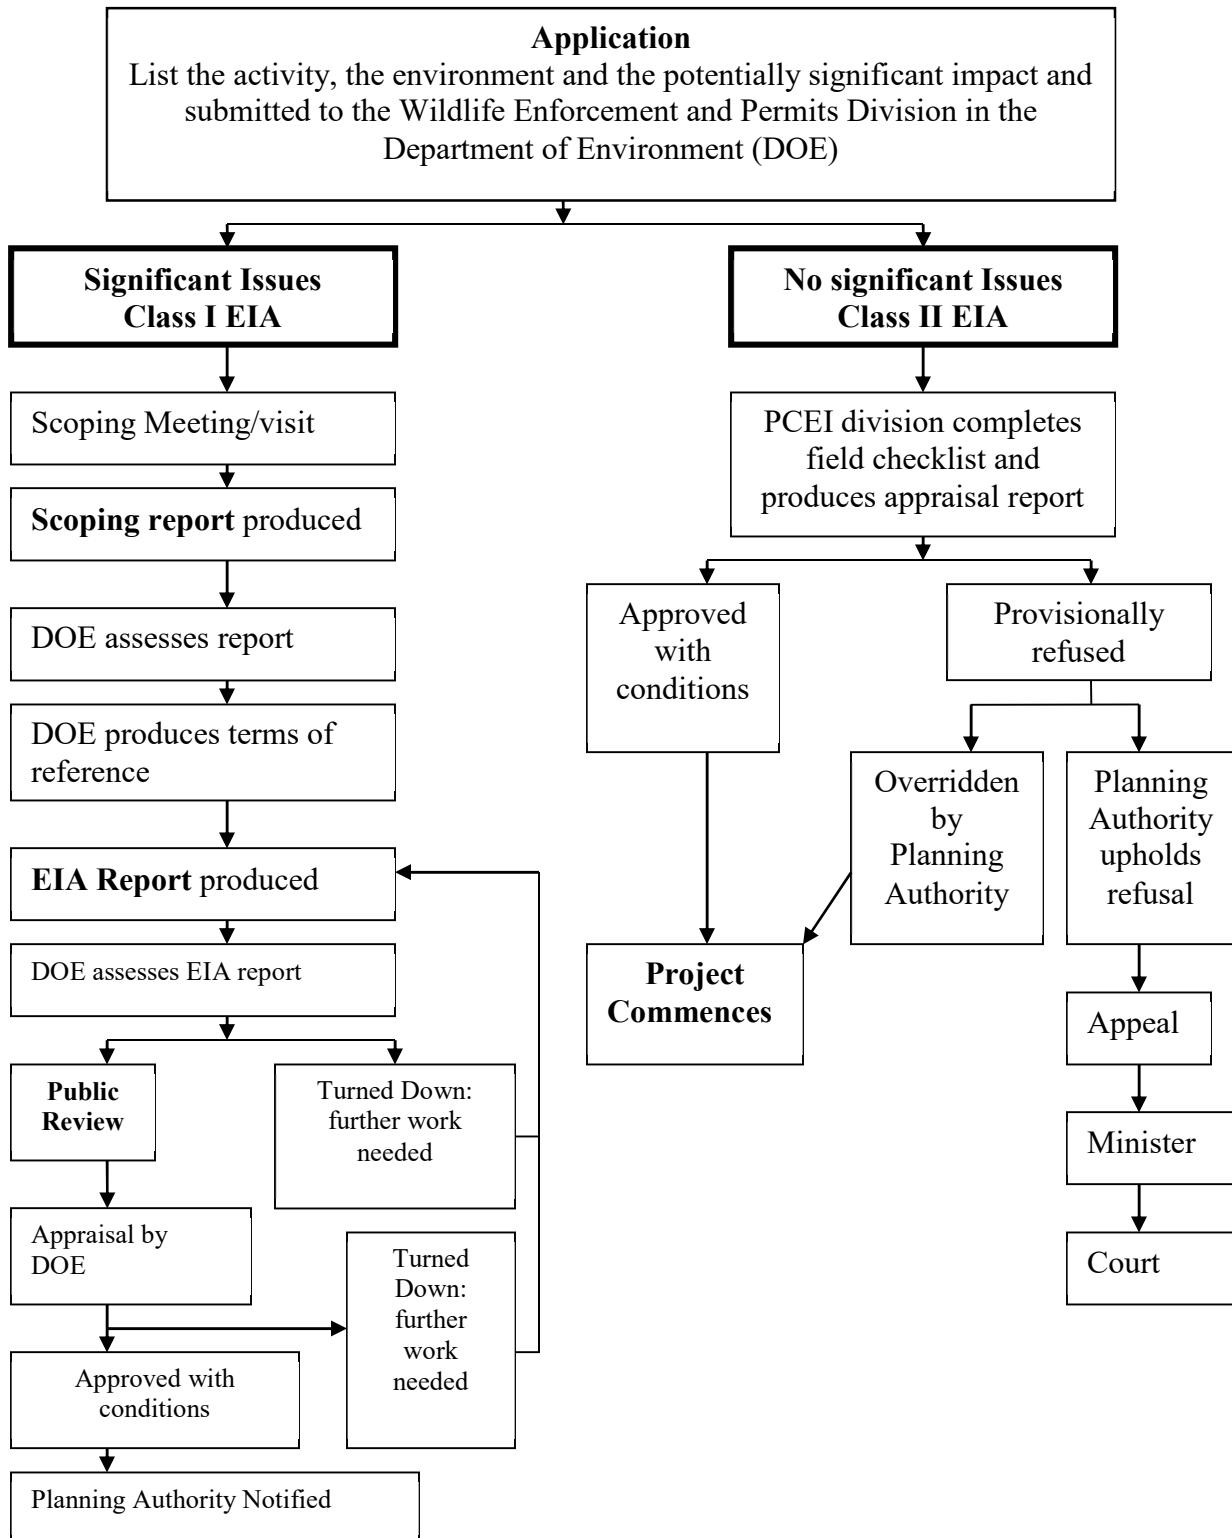 Application
List the activity, the environment and the potentially significant impact and
submitted to the Wildlife Enforcement and Permits Division in the
Department of Environment (DOE)
Significant Issues
Class I EIA
No significant Issues
Class II EIA
Scoping Meeting/visit
Scoping report produced
DOE assesses report
DOE produces terms of
reference
EIA Report produced
DOE assesses EIA report
Public
Review
Turned Down:
further work
needed
Appraisal by
DOE
Turned
Down:
further
work
needed
Approved with
conditions
Planning Authority Notified
PCEI division completes
field checklist and
produces appraisal report
Approved
with
conditions
Provisionally
refused
Overridden
by
Planning
Authority
Planning
Authority
upholds
refusal
Project
Commences
Appeal
Minister
Court